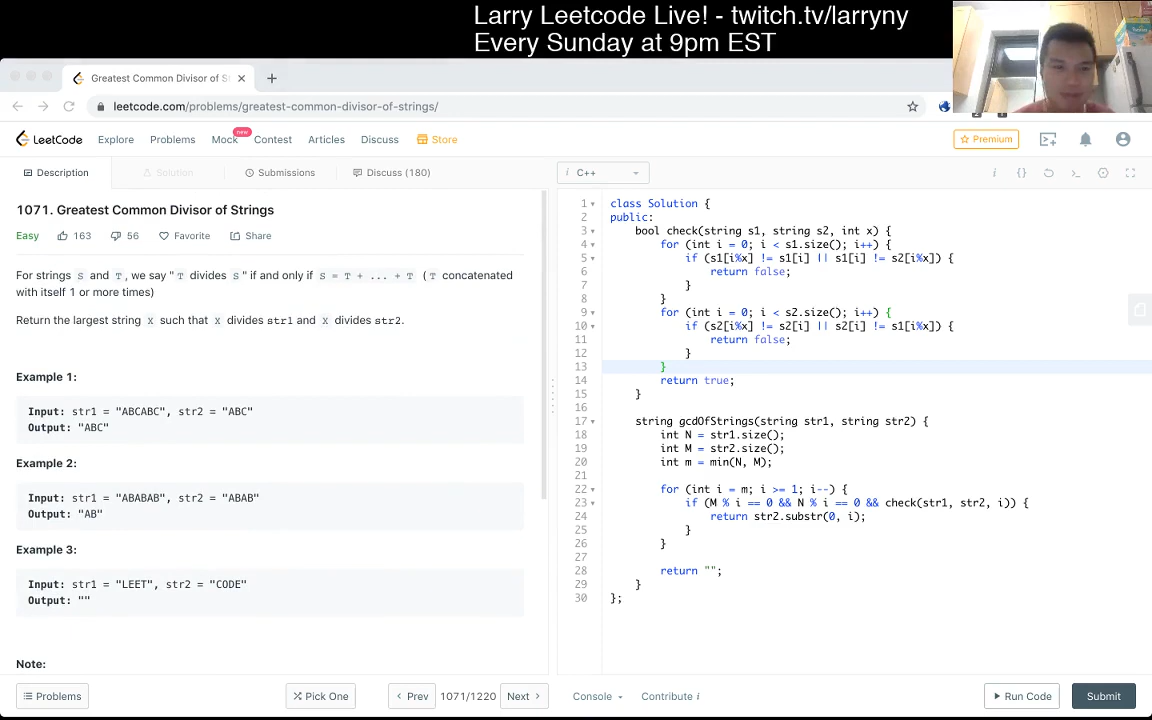 Larry Leetcode Live! - twitch.tv/larryny
Every Sunday at 9pm EST
Greatest Common Divisor of S
leetcode.com/problems/greatest-common-divisor-of-strings/
LeetCode Explore Problems Mock new Contest Articles Discuss Store Premium
Description Solution Submissions Discuss (180)
i C++
1071. Greatest Common Divisor of Strings
Easy 163 56 Favorite Share
For strings S and T, we say "T divides S" if and only if S = T + ... + T (T concatenated
with itself 1 or more times)
Return the largest string X such that X divides str1 and X divides str2.
Example 1:
Input: str1 = "ABCABC", str2 = "ABC"
Output: "ABC"
Example 2:
Input: str1 = "ABABAB", str2 = "ABAB"
Output: "AB"
Example 3:
Input: str1 = "LEET", str2 = "CODE"
Output: ""
Note:
Problems Pick One Prev 1071/1220 Next
1 class Solution {
2 public:
3 bool check(string s1, string s2, int x) {
4 for (int i = 0; i < s1.size(); i++) {
5 if (s1[i%x] != s1[i] || s1[i] != s2[i%x]) {
6 return false;
7 }
8 }
9 for (int i = 0; i < s2.size(); i++) {
10 if (s2[i%x] != s2[i] || s2[i] != s1[i%x]) {
11 return false;
12 }
13 }
14 return true;
15 }
16
17 string gcdOfStrings(string str1, string str2) {
18 int N = str1.size();
19 int M = str2.size();
20 int m = min(N, M);
21
22 for (int i = m; i >= 1; i--) {
23 if (M % i == 0 && N % i == 0 && check(str1, str2, i)) {
24 return str2.substr(0, i);
25 }
26 }
27
28 return "";
29 }
30 };
Console Contribute i Run Code Submit